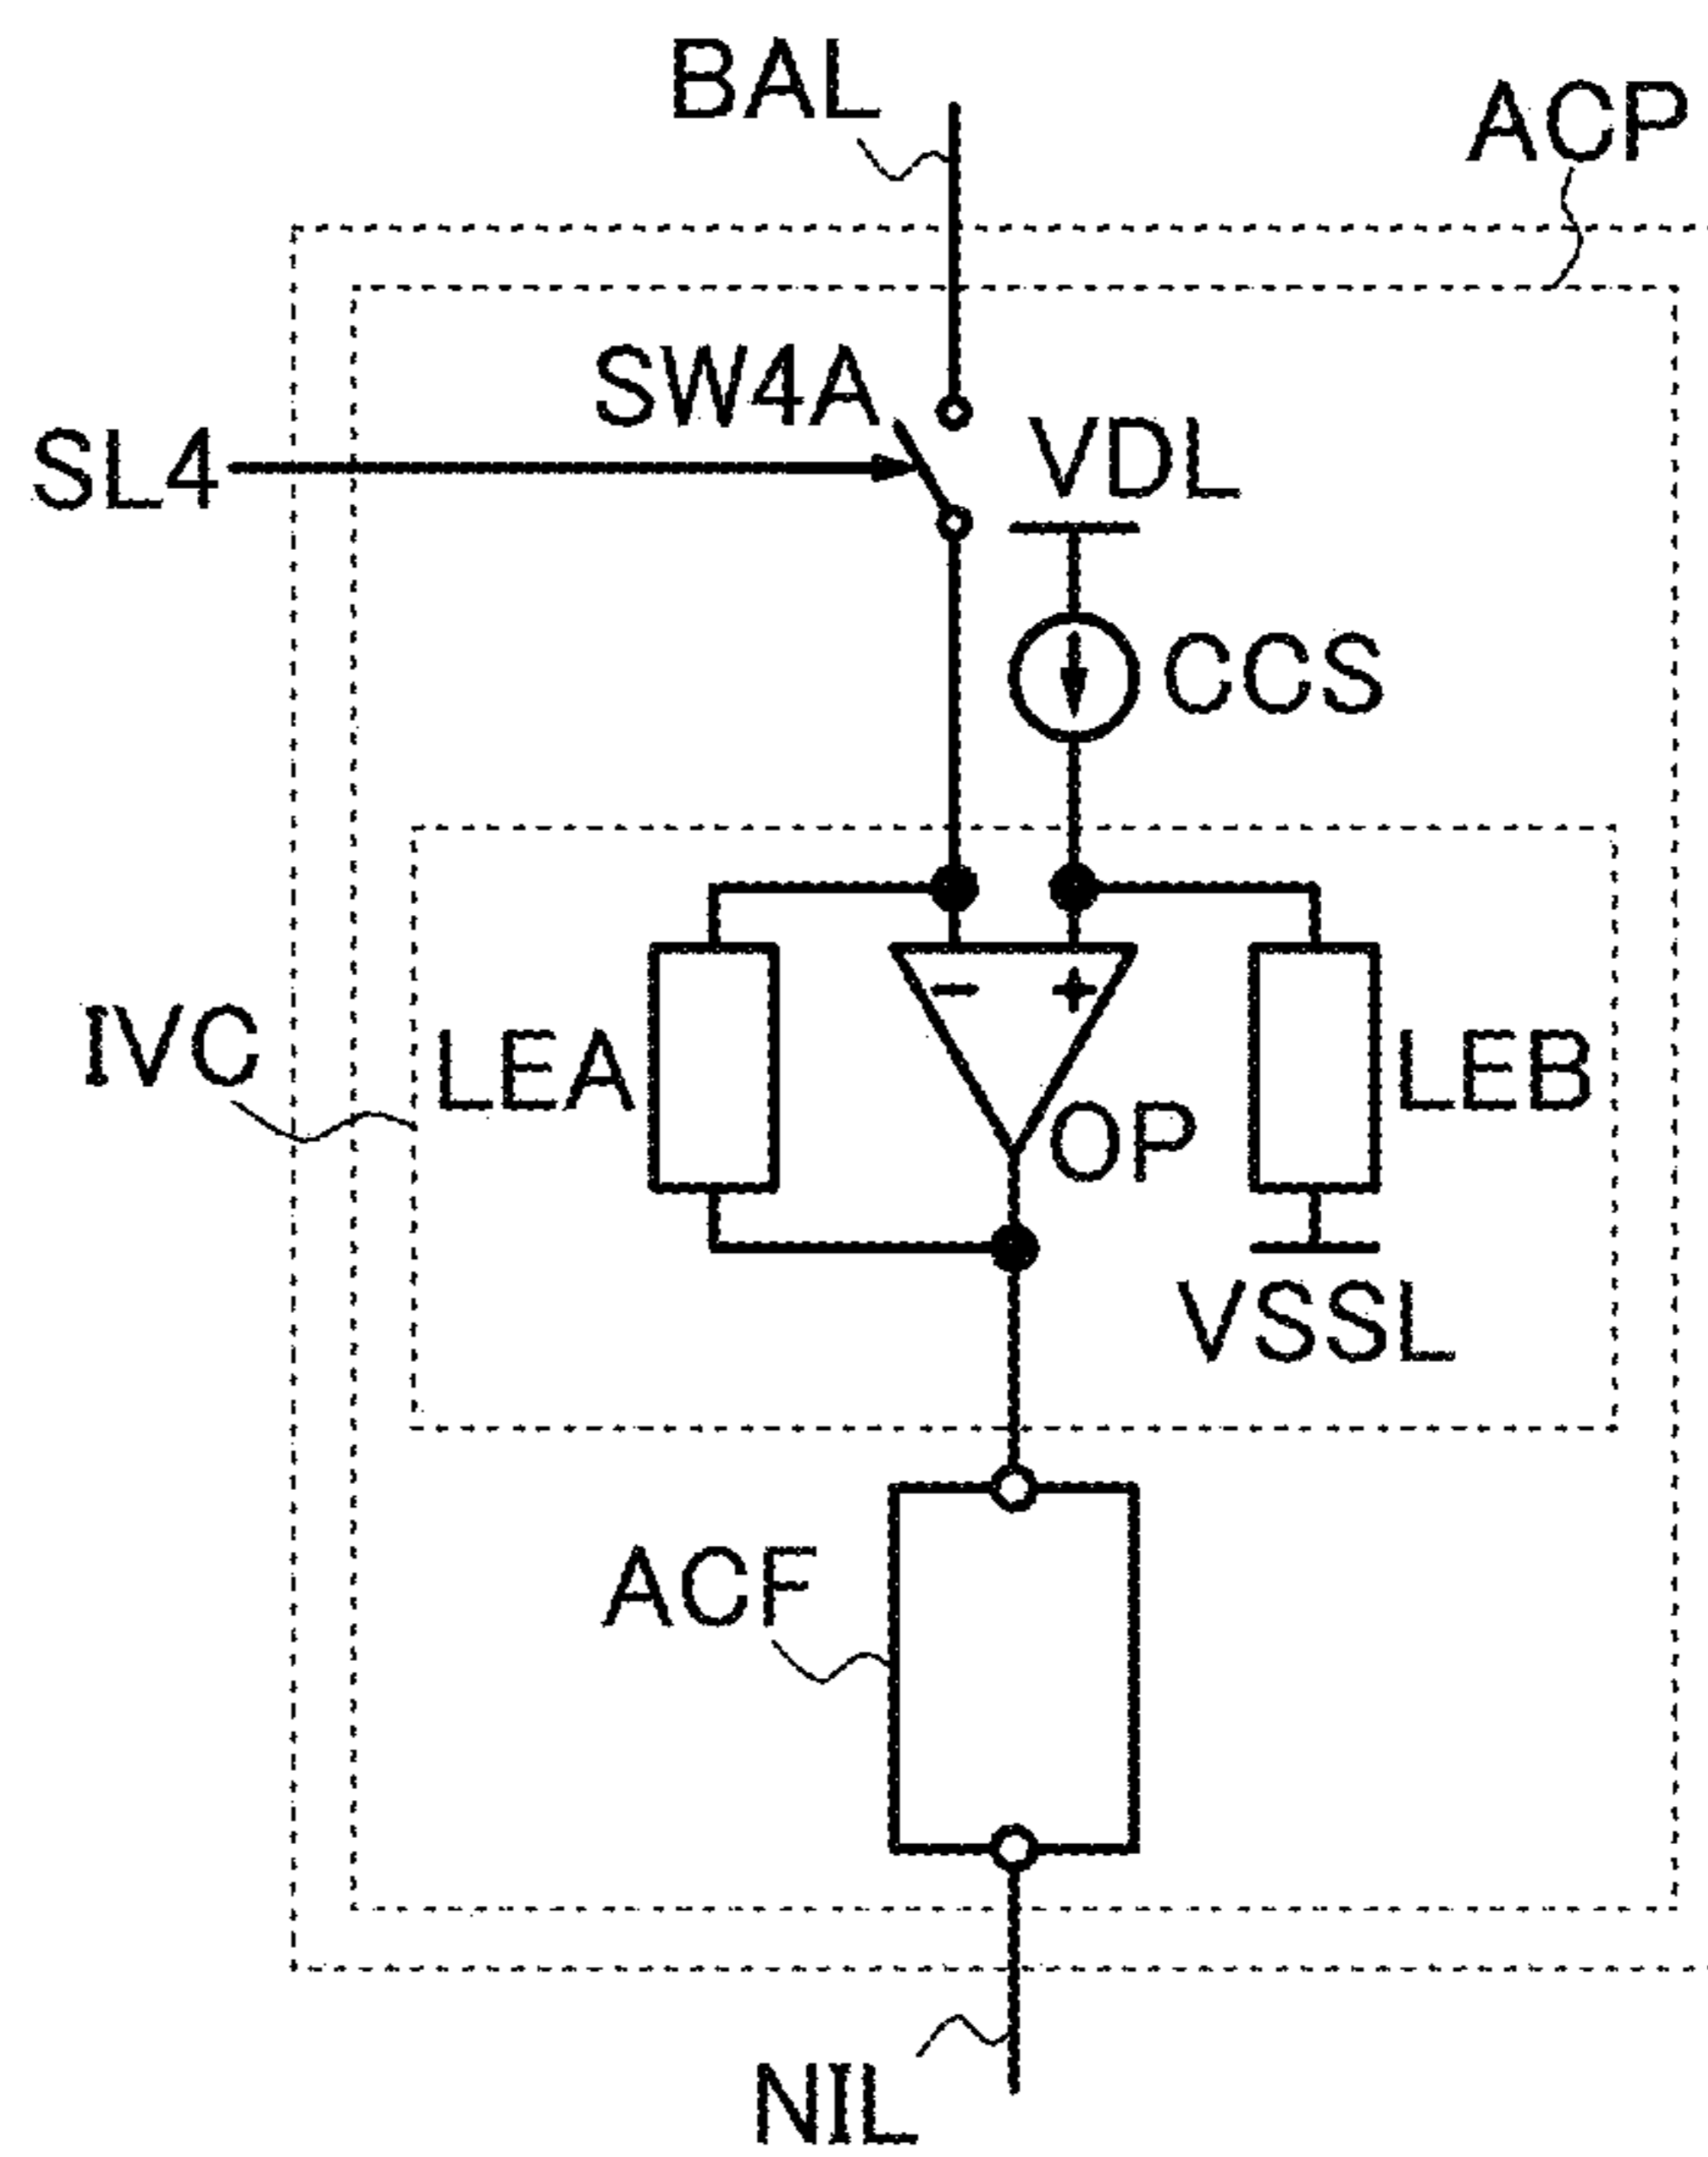 BAL
ACP
SW4A
SL4
VDL
CCS
IVC
LEA
− +
OP
LEB
VSSL
ACF
NIL